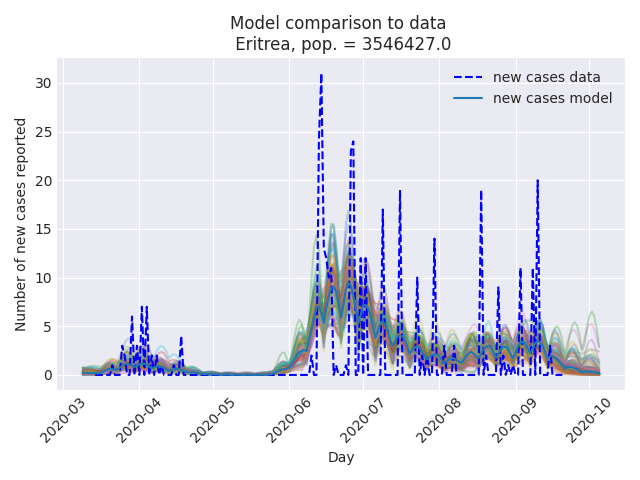 Model comparison to data
Eritrea, pop. = 3546427.0
new cases data
new cases model
Number of new cases reported
30
25
20
15
10
5
0
2020-03
2020-04
2020-05
2020-06
2020-07
2020-08
2020-09
2020-10
Day